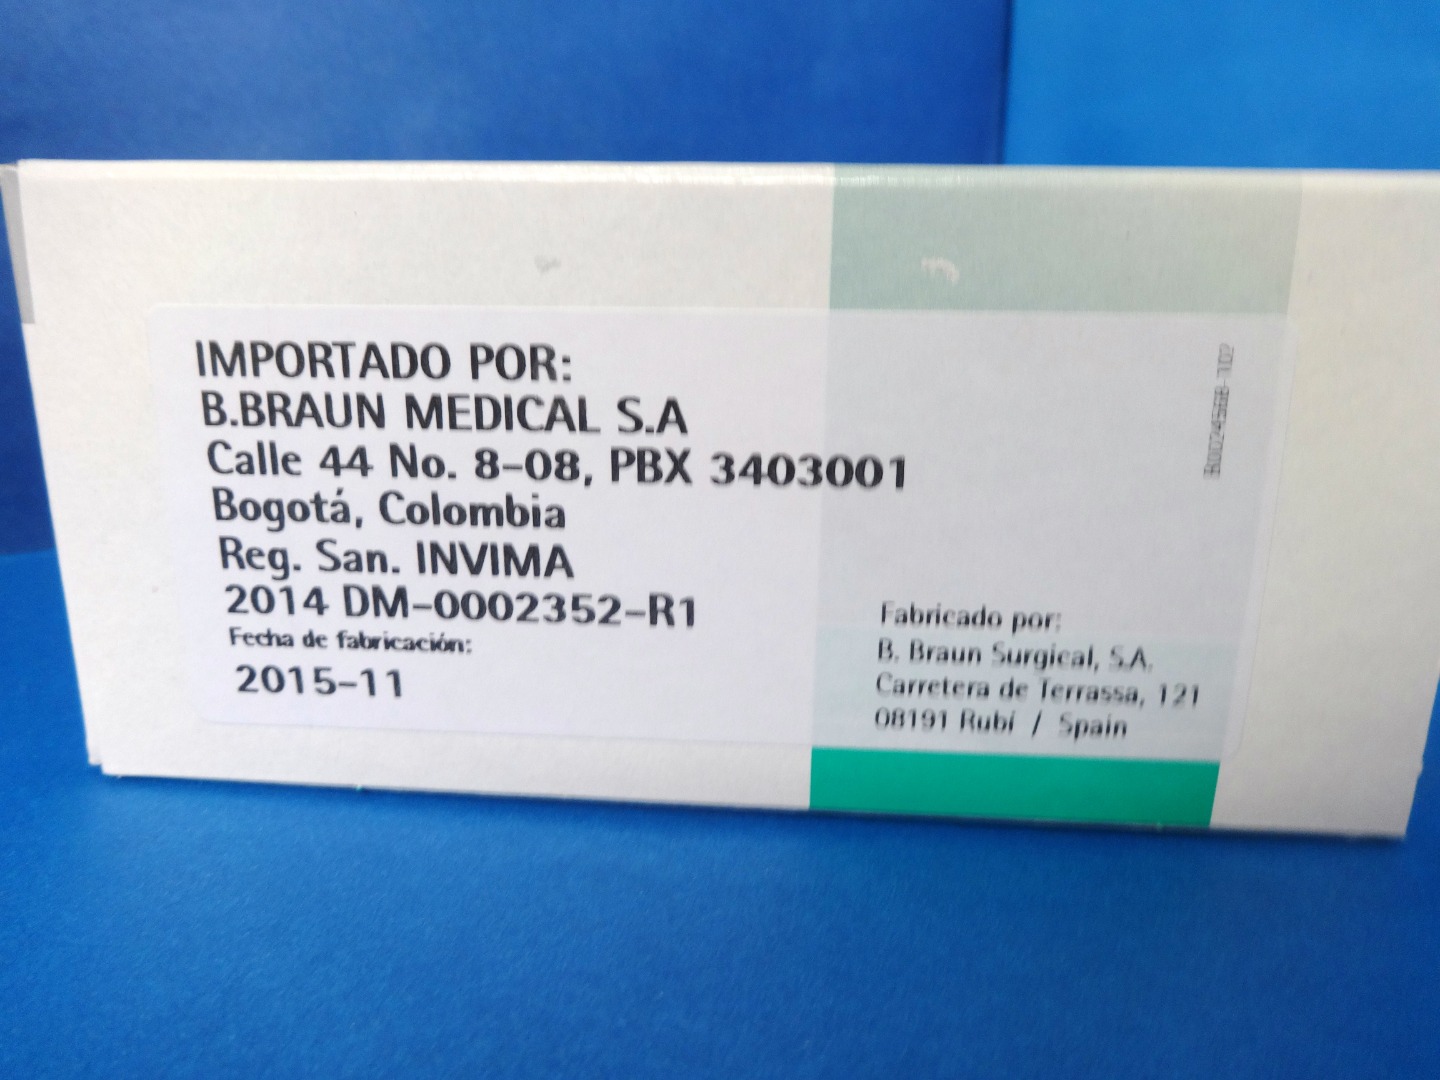 IMPORTADO POR:
B.BRAUN MEDICAL S.A
Calle 44 No. 8-08, PBX 3403001
Bogotá, Colombia
Reg. San. INVIMA
2014 DM-0002352-R1
Fecha de fabricación:
2015-11
Fabricado por:
B. Braun Surgical, S.A.
Carretera de Terrassa, 121
08191 Rubí / Spain